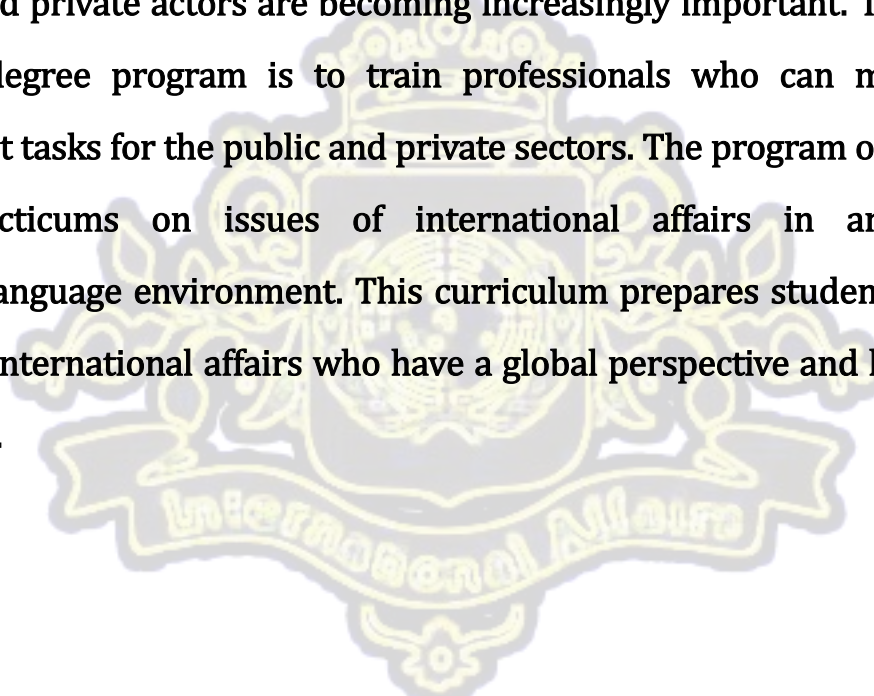 d private actors are becoming increasingly important.
degree program is to train professionals who can m
t tasks for the public and private sectors. The program o
cticums on issues of international affairs in an
anguage environment. This curriculum prepares studen
nternational affairs who have a global perspective and
.
International Affairs